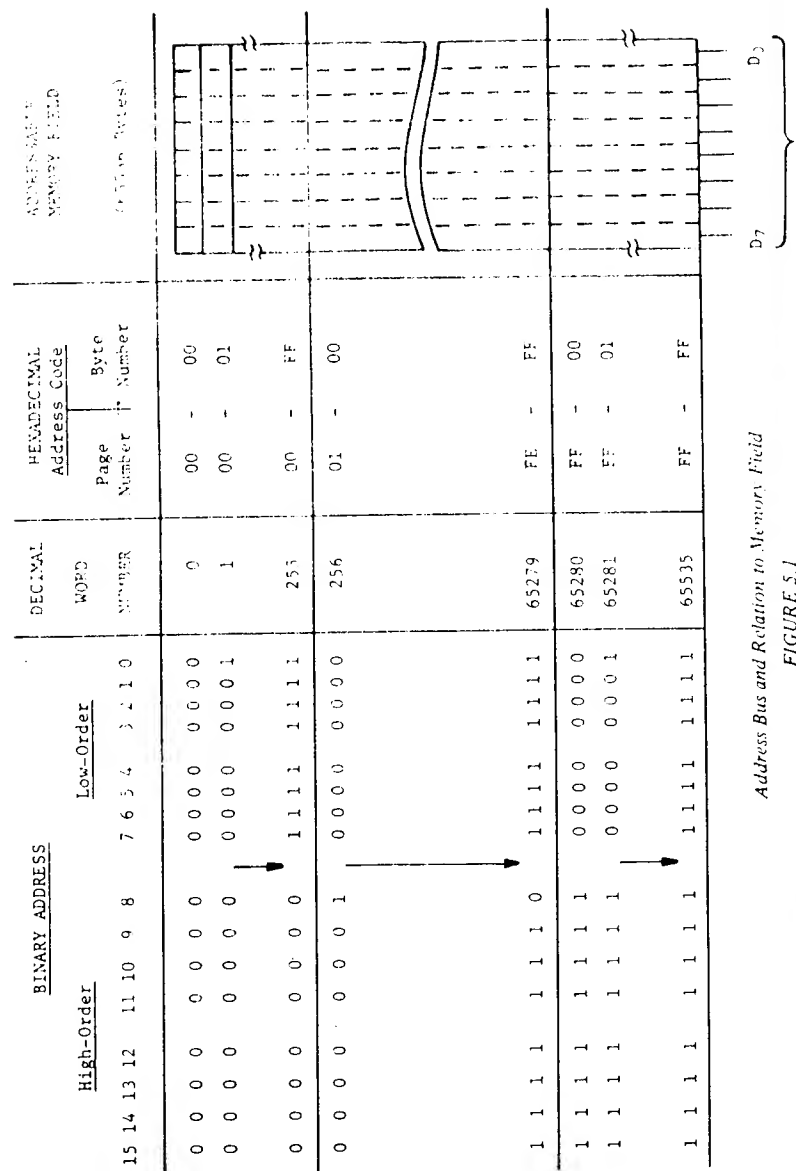 BINARY ADDRESS DECIMAL HEXADECIMAL ADDRESSABLE
High-Order Low-Order WORD Address Code MEMORY FIELD
Page Byte
15 14 13 12 11 10 9 8 7 6 5 4 3 2 1 0 NUMBER Number Number Bytes)
0 0 0 0 0 0 0 0 0 0 0 0 0 0 0 0 0 00 - 00
0 0 0 0 0 0 0 0 0 0 0 0 0 0 0 1 1 00 - 01
0 0 0 0 0 0 0 0 1 1 1 1 1 1 1 1 255 00 - FF
0 0 0 0 0 0 0 1 0 0 0 0 0 0 0 0 256 01 - 00
1 1 1 1 1 1 1 0 1 1 1 1 1 1 1 1 65279 FE - FF
1 1 1 1 1 1 1 1 0 0 0 0 0 0 0 0 65280 FF - 00
1 1 1 1 1 1 1 1 0 0 0 0 0 0 0 1 65281 FF - 01
1 1 1 1 1 1 1 1 1 1 1 1 1 1 1 1 65535 FF - FF
D7 D0
Address Bus and Relation to Memory Field
FIGURE 5.1